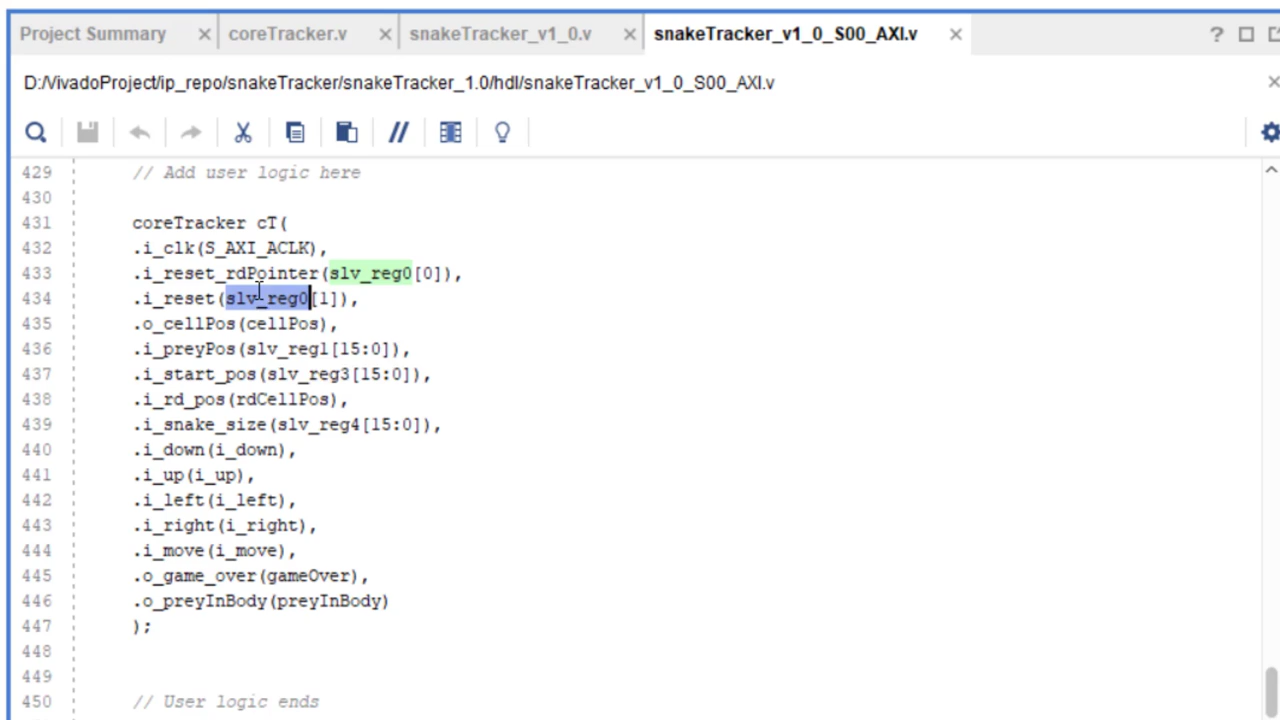 Project Summary × coreTracker.v × snakeTracker_v1_0.v × snakeTracker_v1_0_S00_AXI.v × ?
D:/VivadoProject/ip_repo/snakeTracker/snakeTracker_1.0/hdl/snakeTracker_v1_0_S00_AXI.v ×
429 // Add user logic here
430
431 coreTracker cT(
432 .i_clk(S_AXI_ACLK),
433 .i_reset_rdPointer(slv_reg0[0]),
434 .i_reset(slv_reg0[1]),
435 .o_cellPos(cellPos),
436 .i_preyPos(slv_reg1[15:0]),
437 .i_start_pos(slv_reg3[15:0]),
438 .i_rd_pos(rdCellPos),
439 .i_snake_size(slv_reg4[15:0]),
440 .i_down(i_down),
441 .i_up(i_up),
442 .i_left(i_left),
443 .i_right(i_right),
444 .i_move(i_move),
445 .o_game_over(gameOver),
446 .o_preyInBody(preyInBody)
447 );
448
449
450 // User logic ends